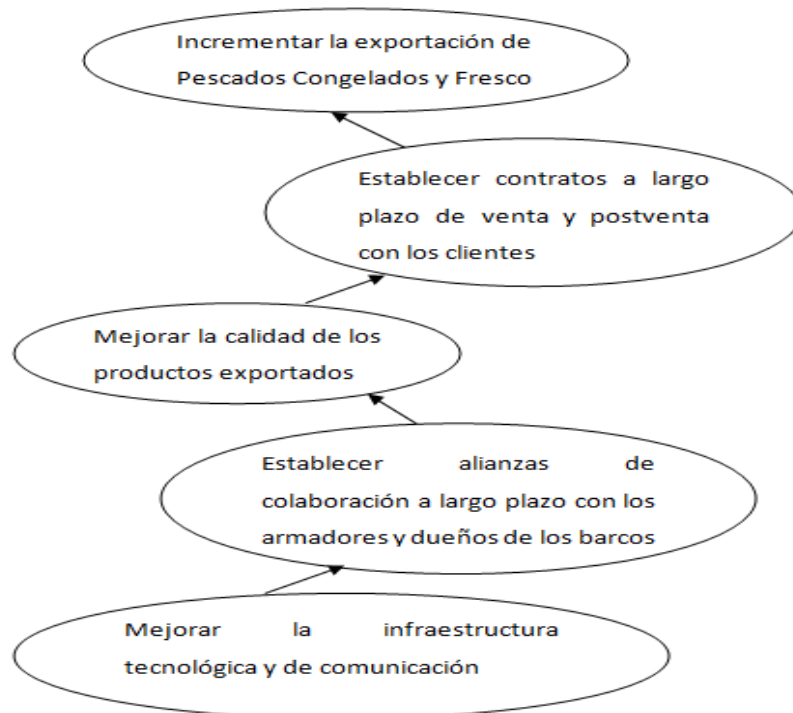 Incrementar la exportación de
Pescados Congelados y Fresco
Establecer contratos a largo
plazo de venta y postventa
con los clientes
Mejorar la calidad de los
productos exportados
Establecer alianzas de
colaboración a largo plazo con los
armadores y dueños de los barcos
Mejorar la infraestructura
tecnológica y de comunicación